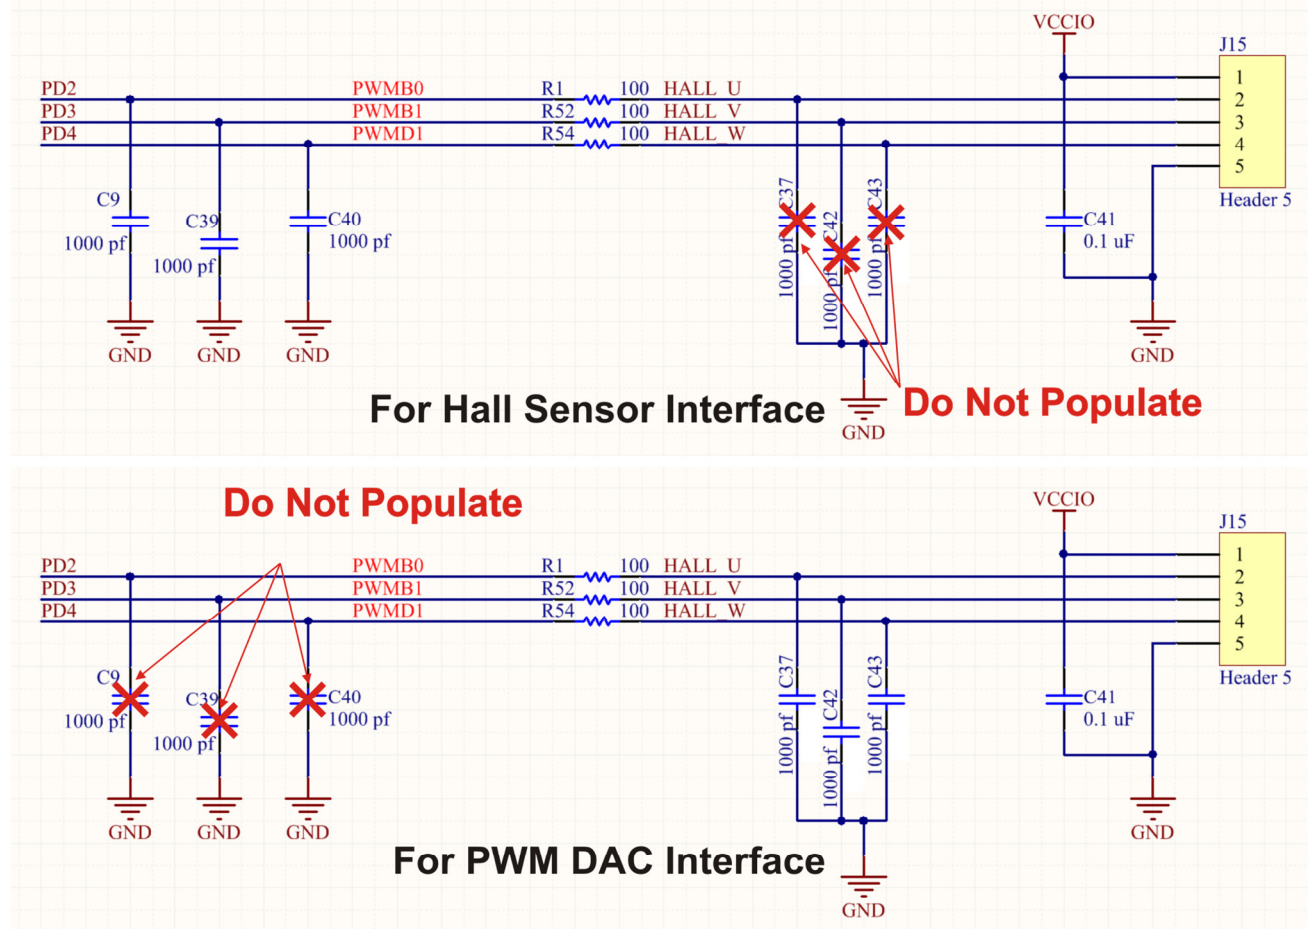 VCCIO
J15
PD2 PWMB0 R1 100 HALL_U 1
PD3 PWMB1 R52 100 HALL_V 2
PD4 PWMD1 R54 100 HALL_W 3
4
5
Header 5
C9
1000 pf
C39
1000 pf
C40
1000 pf
C37
1000 pf
C42
1000 pf
C43
1000 pf
C41
0.1 uF
GND GND GND GND
For Hall Sensor Interface
Do Not Populate
GND
Do Not Populate
VCCIO
J15
PD2 PWMB0 R1 100 HALL_U 1
PD3 PWMB1 R52 100 HALL_V 2
PD4 PWMD1 R54 100 HALL_W 3
4
5
Header 5
C9
1000 pf
C39
1000 pf
C40
1000 pf
C37
1000 pf
C42
1000 pf
C43
1000 pf
C41
0.1 uF
GND GND GND GND
For PWM DAC Interface
GND